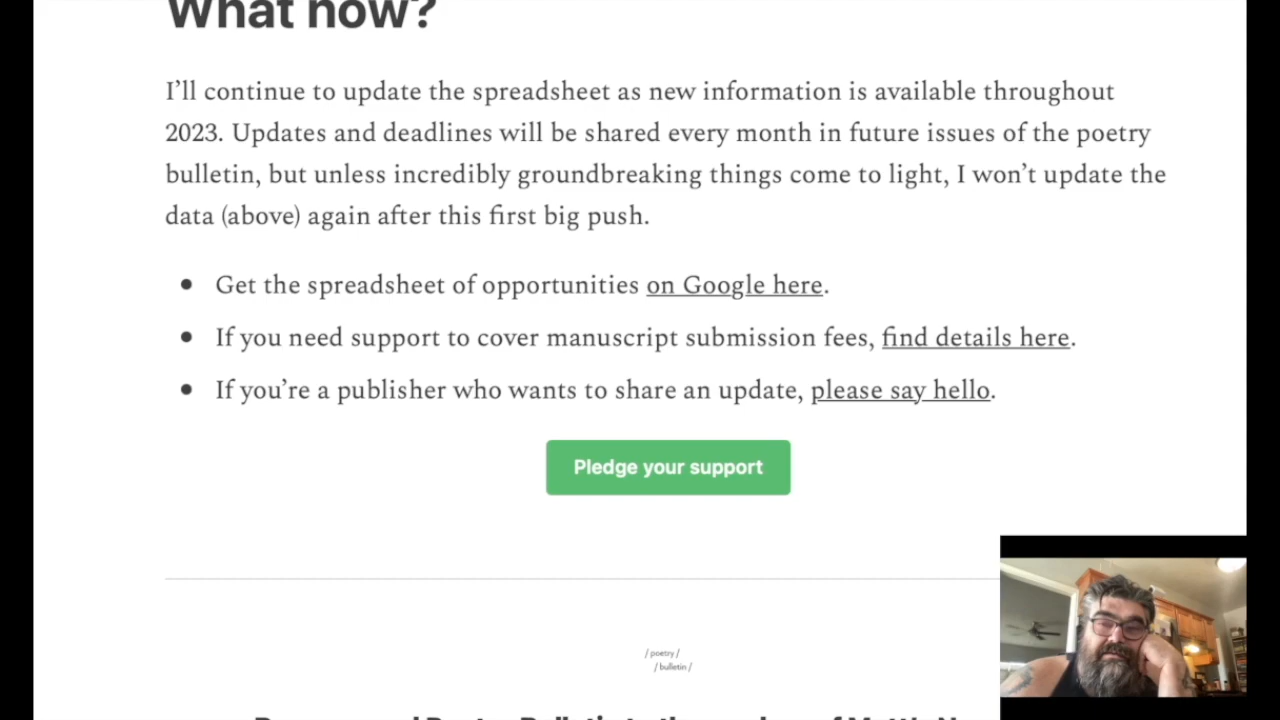 What now?
I’ll continue to update the spreadsheet as new information is available throughout
2023. Updates and deadlines will be shared every month in future issues of the poetry
bulletin, but unless incredibly groundbreaking things come to light, I won’t update the
data (above) again after this first big push.
Get the spreadsheet of opportunities on Google here.
If you need support to cover manuscript submission fees, find details here.
If you’re a publisher who wants to share an update, please say hello.
Pledge your support
/ poetry /
/ bulletin /